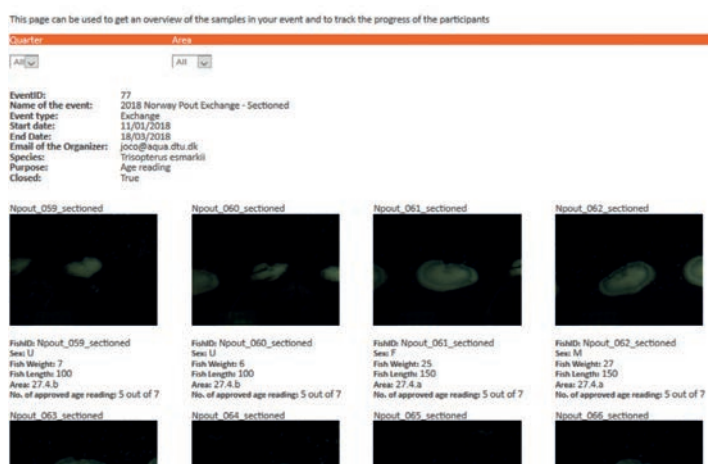 This page can be used to get an overview of the samples in your event and to track the progress of the participants
Quarter Area
All All
EventID: 77
Name of the event: 2018 Norway Pout Exchange - Sectioned
Event type: Exchange
Start date: 11/01/2018
End Date: 18/03/2018
Email of the Organizer: joco@aqua.dtu.dk
Species: Trisopterus esmarkii
Purpose: Age reading
Closed: True
Npout_059_sectioned Npout_060_sectioned Npout_061_sectioned Npout_062_sectioned
FishID: Npout_059_sectioned FishID: Npout_060_sectioned FishID: Npout_061_sectioned FishID: Npout_062_sectioned
Sex: U Sex: U Sex: F Sex: M
Fish Weight: 7 Fish Weight: 6 Fish Weight: 25 Fish Weight: 27
Fish Length: 100 Fish Length: 100 Fish Length: 150 Fish Length: 150
Area: 27.4.b Area: 27.4.b Area: 27.4.a Area: 27.4.a
No. of approved age reading: 5 out of 7 No. of approved age reading: 5 out of 7 No. of approved age reading: 5 out of 7 No. of approved age reading: 5 out of 7
Npout_063_sectioned Npout_064_sectioned Npout_065_sectioned Npout_066_sectioned